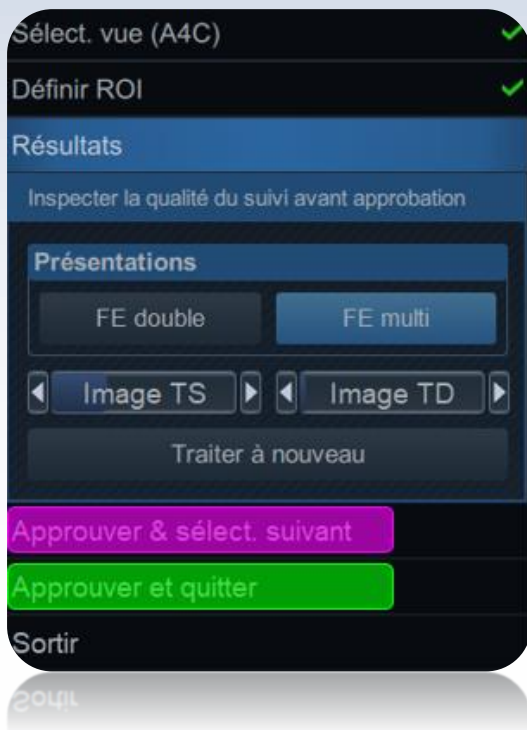 Sélect. vue (A4C)
Définir ROI
Résultats
Inspecter la qualité du suivi avant approbation
Présentations
FE double FE multi
Image TS Image TD
Traiter à nouveau
Approuver & sélect. suivant
Approuver et quitter
Sortir